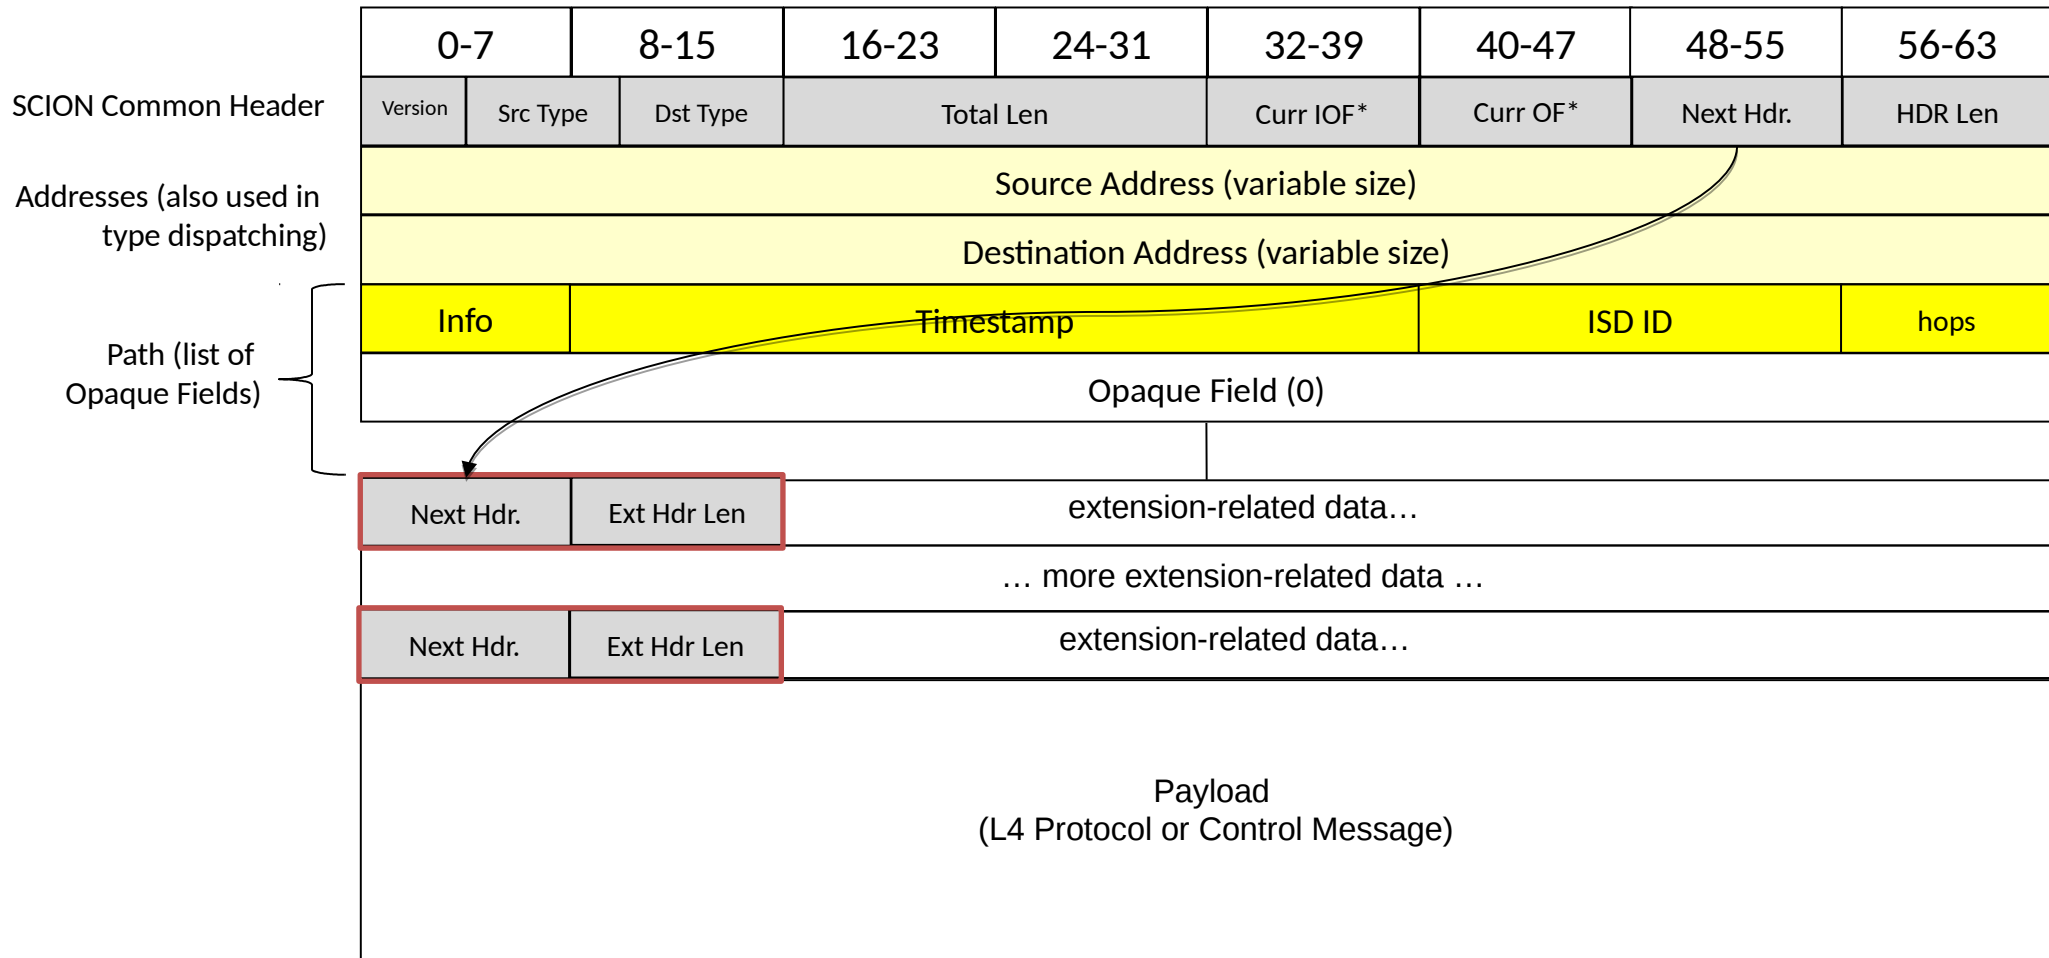 0-7 8-15 16-23 24-31 32-39 40-47 48-55 56-63
SCION Common Header Version Src Type Dst Type Total Len Curr IOF* Curr OF* Next Hdr. HDR Len
Addresses (also used in
type dispatching)
Source Address (variable size)
Destination Address (variable size)
Info Timestamp ISD ID hops
Path (list of
Opaque Fields)
Opaque Field (0)
Next Hdr. Ext Hdr Len extension-related data…
… more extension-related data …
Next Hdr. Ext Hdr Len extension-related data…
Payload
(L4 Protocol or Control Message)